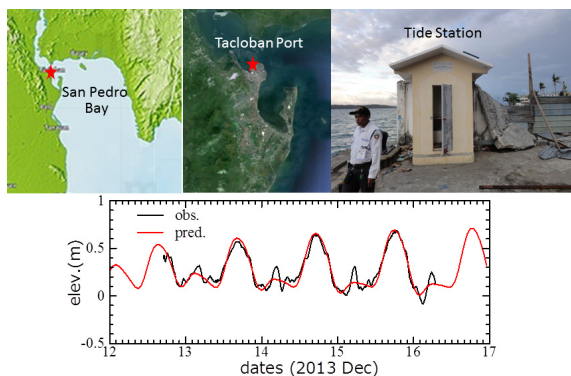 San Pedro
Bay
Tacloban Port
Tide Station
obs.
pred.
elev.(m)
1
0.5
0
-0.5
12 13 14 15 16 17
dates (2013 Dec)